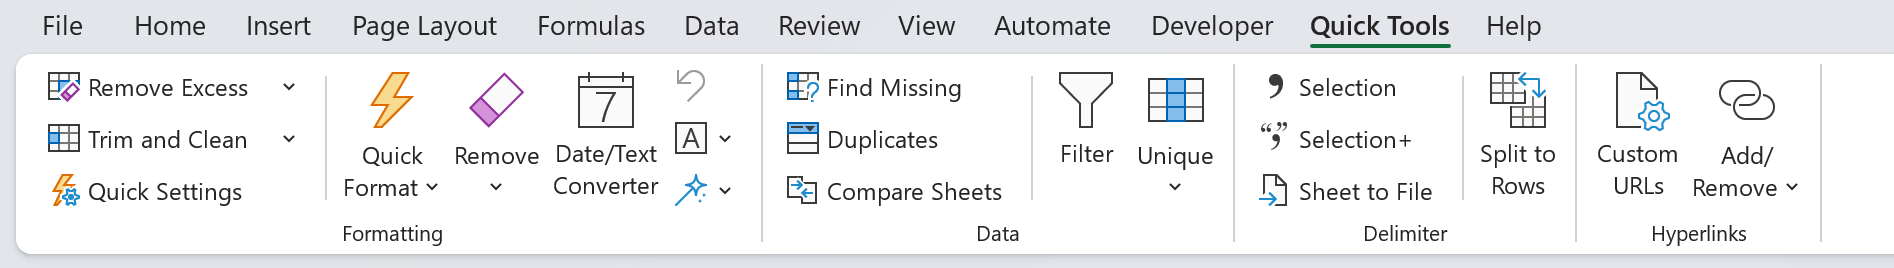 File Home Insert Page Layout Formulas Data Review View Automate Developer Quick Tools Help
Remove Excess
Trim and Clean
Quick Settings
Quick
Format
Remove
7
Date/Text
Converter
A
Formatting
?
Find Missing
Duplicates
Compare Sheets
Filter
Unique
Data
Selection
Selection+
Sheet to File
Split to
Rows
Delimiter
Custom
URLs
Add/
Remove
Hyperlinks